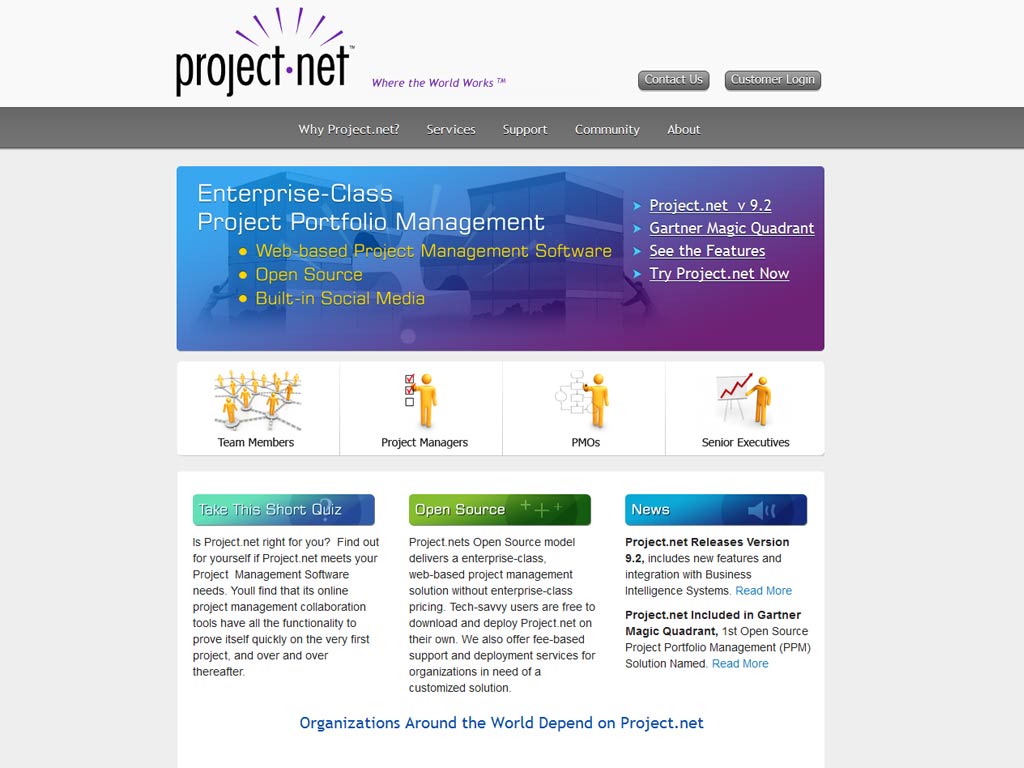 project·net™
Where the World Works ™
Contact Us
Customer Login
Why Project.net?
Services
Support
Community
About
Enterprise-Class
Project Portfolio Management
• Web-based Project Management Software
• Open Source
• Built-in Social Media
Project.net v 9.2
Gartner Magic Quadrant
See the Features
Try Project.net Now
Team Members
Project Managers
PMOs
Senior Executives
Take This Short Quiz
Is Project.net right for you? Find out
for yourself if Project.net meets your
Project Management Software
needs. Youll find that its online
project management collaboration
tools have all the functionality to
prove itself quickly on the very first
project, and over and over
thereafter.
Open Source
Project.nets Open Source model
delivers a enterprise-class,
web-based project management
solution without enterprise-class
pricing. Tech-savvy users are free to
download and deploy Project.net on
their own. We also offer fee-based
support and deployment services for
organizations in need of a
customized solution.
News
Project.net Releases Version
9.2, includes new features and
integration with Business
Intelligence Systems. Read More
Project.net Included in Gartner
Magic Quadrant, 1st Open Source
Project Portfolio Management (PPM)
Solution Named. Read More
Organizations Around the World Depend on Project.net